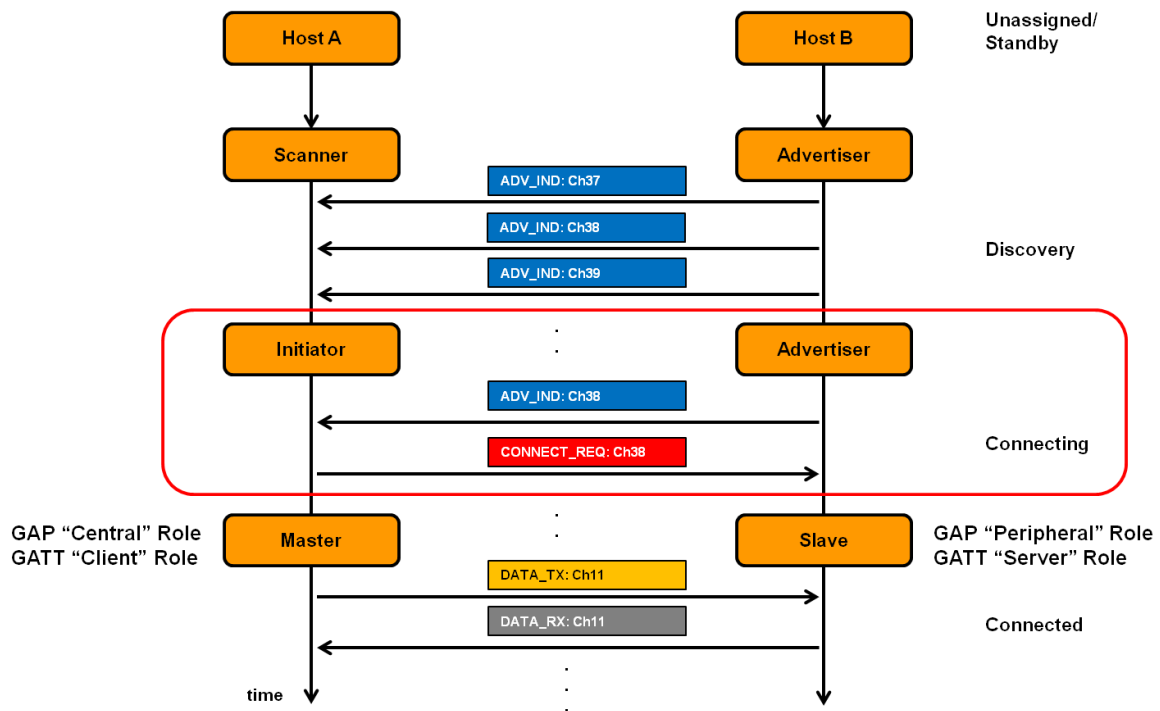 Host A
Host B
Unassigned/
Standby
Scanner
Advertiser
ADV_IND: Ch37
ADV_IND: Ch38
Discovery
ADV_IND: Ch39
Initiator
Advertiser
ADV_IND: Ch38
CONNECT_REQ: Ch38
Connecting
GAP “Central” Role
GATT “Client” Role
Master
Slave
GAP “Peripheral” Role
GATT “Server” Role
DATA_TX: Ch11
DATA_RX: Ch11
Connected
time